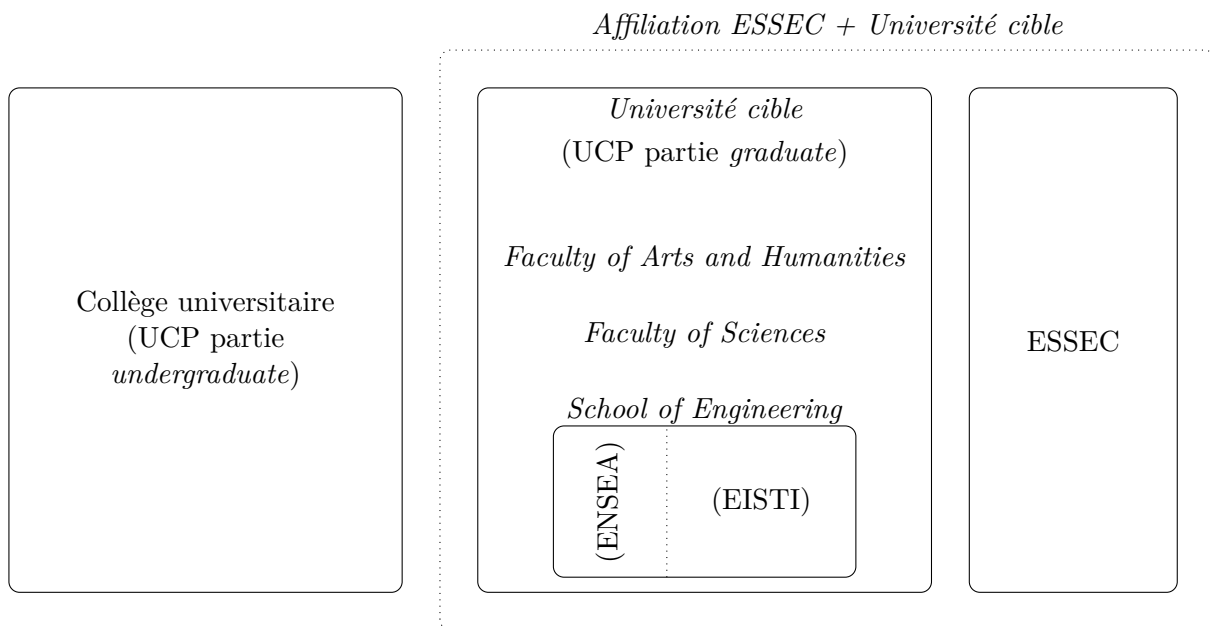 Affiliation ESSEC + Université cible
Collège universitaire
(UCP partie
undergraduate)
Université cible
(UCP partie graduate)
Faculty of Arts and Humanities
Faculty of Sciences
School of Engineering
(ENSEA)
(EISTI)
ESSEC